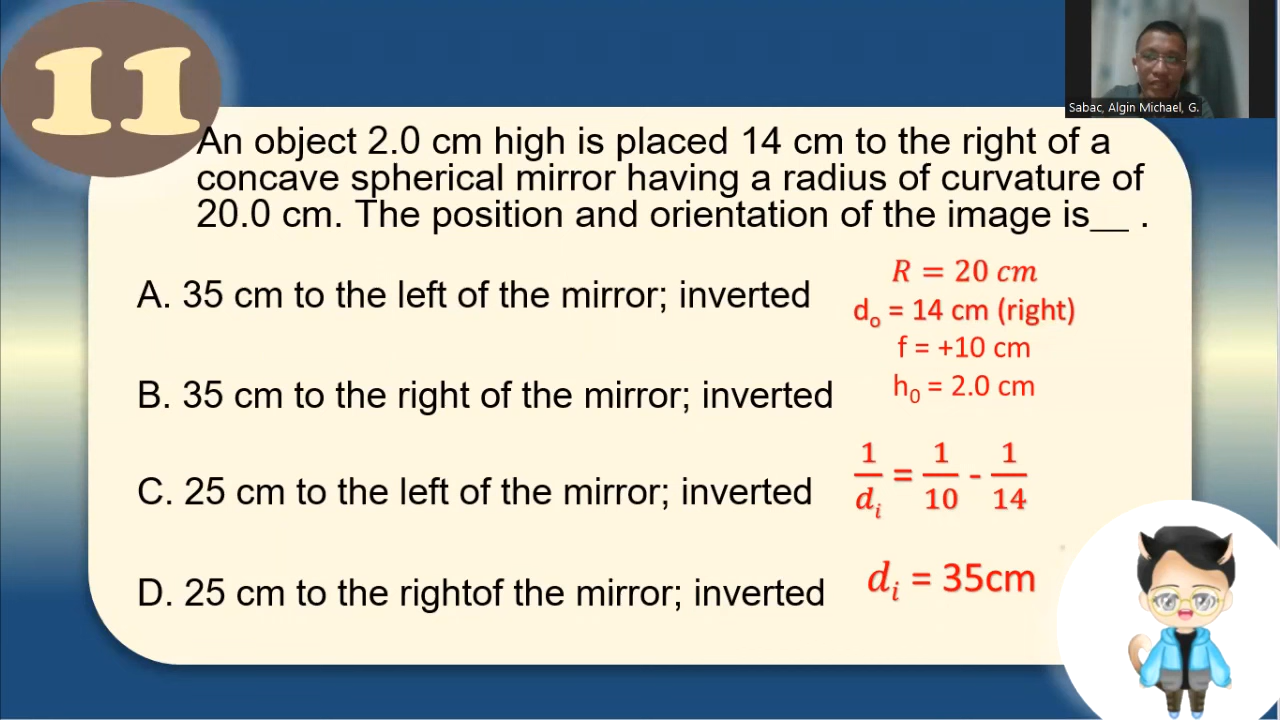 11
Sabac, Algin Michael, G.
An object 2.0 cm high is placed 14 cm to the right of a
concave spherical mirror having a radius of curvature of
20.0 cm. The position and orientation of the image is__ .
A. 35 cm to the left of the mirror; inverted
B. 35 cm to the right of the mirror; inverted
C. 25 cm to the left of the mirror; inverted
D. 25 cm to the rightof the mirror; inverted
R = 20 cm
dₒ = 14 cm (right)
f = +10 cm
h₀ = 2.0 cm
1/dᵢ = 1/10 - 1/14
dᵢ = 35cm